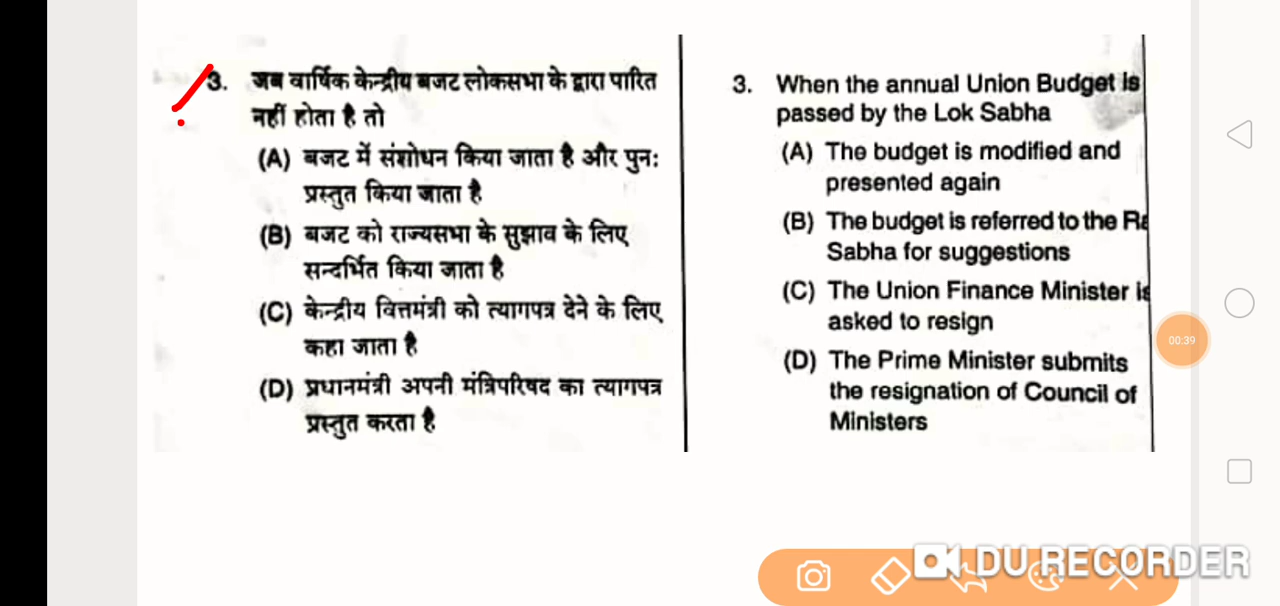 3. जब वार्षिक केन्द्रीय बजट लोकसभा के द्वारा पारित
नहीं होता है तो
(A) बजट में संशोधन किया जाता है और पुनः
प्रस्तुत किया जाता है
(B) बजट को राज्यसभा के सुझाव के लिए
सन्दर्भित किया जाता है
(C) केन्द्रीय वित्तमंत्री को त्यागपत्र देने के लिए
कहा जाता है
(D) प्रधानमंत्री अपनी मंत्रिपरिषद का त्यागपत्र
प्रस्तुत करता है
3. When the annual Union Budget is
passed by the Lok Sabha
(A) The budget is modified and
presented again
(B) The budget is referred to the
Sabha for suggestions
(C) The Union Finance Minister is
asked to resign
(D) The Prime Minister submits
the resignation of Council of
Ministers
00:39
DU RECORDER